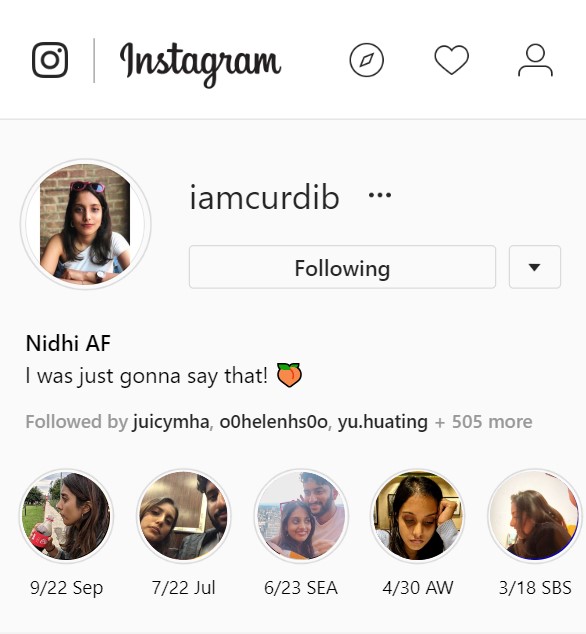 Instagram
iamcurdib
Following
Nidhi AF
I was just gonna say that! 🍑
Followed by juicymha, o0helenhs0o, yu.huating + 505 more
9/22 Sep 7/22 Jul 6/23 SEA 4/30 AW 3/18 SBS